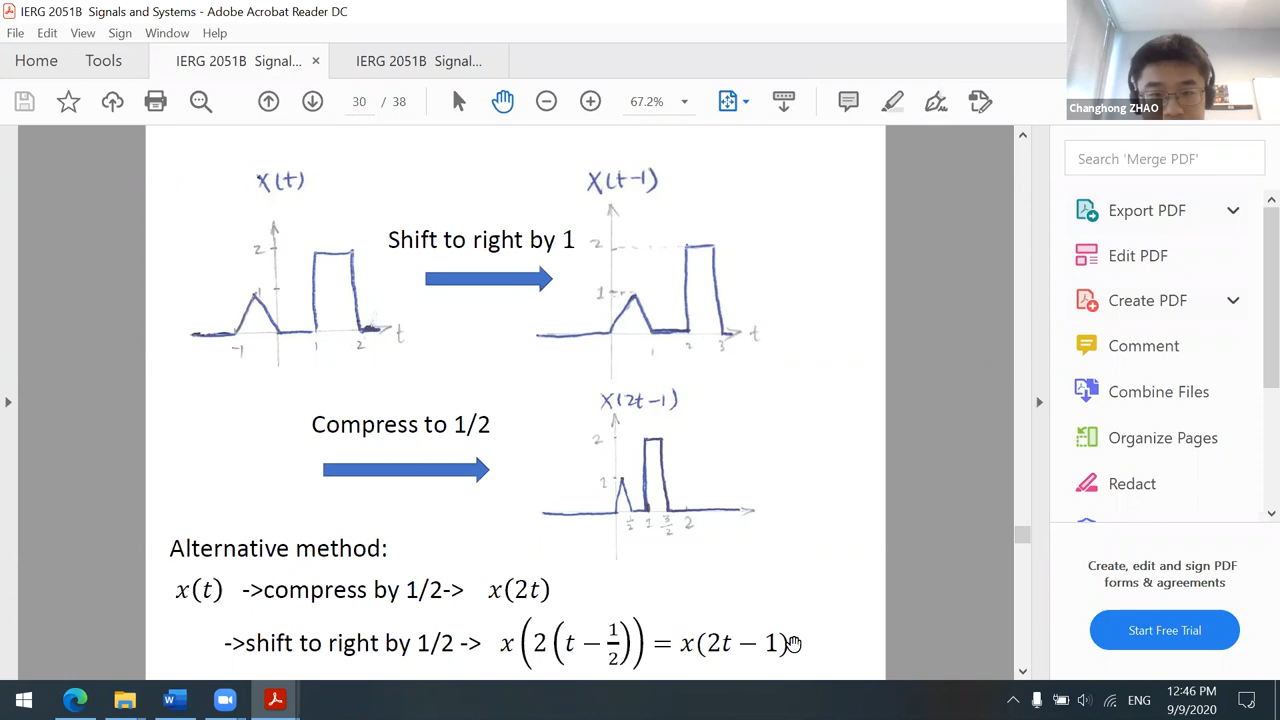 IERG 2051B Signals and Systems - Adobe Acrobat Reader DC
File Edit View Sign Window Help
Home Tools IERG 2051B Signal... × IERG 2051B Signal...
30 / 38 67.2%
Changhong ZHAO
Search 'Merge PDF'
Export PDF
Edit PDF
Create PDF
Comment
Combine Files
Organize Pages
Redact
Create, edit and sign PDF
forms & agreements
Start Free Trial
x(t)
2
1
-1 1 2 t
Shift to right by 1
x(t-1)
2
1
1 2 3 t
Compress to 1/2
x(2t-1)
2
1
1/2 1 3/2 2
Alternative method:
x(t) ->compress by 1/2-> x(2t)
->shift to right by 1/2 -> x(2(t − 1/2)) = x(2t − 1)
ENG
12:46 PM
9/9/2020